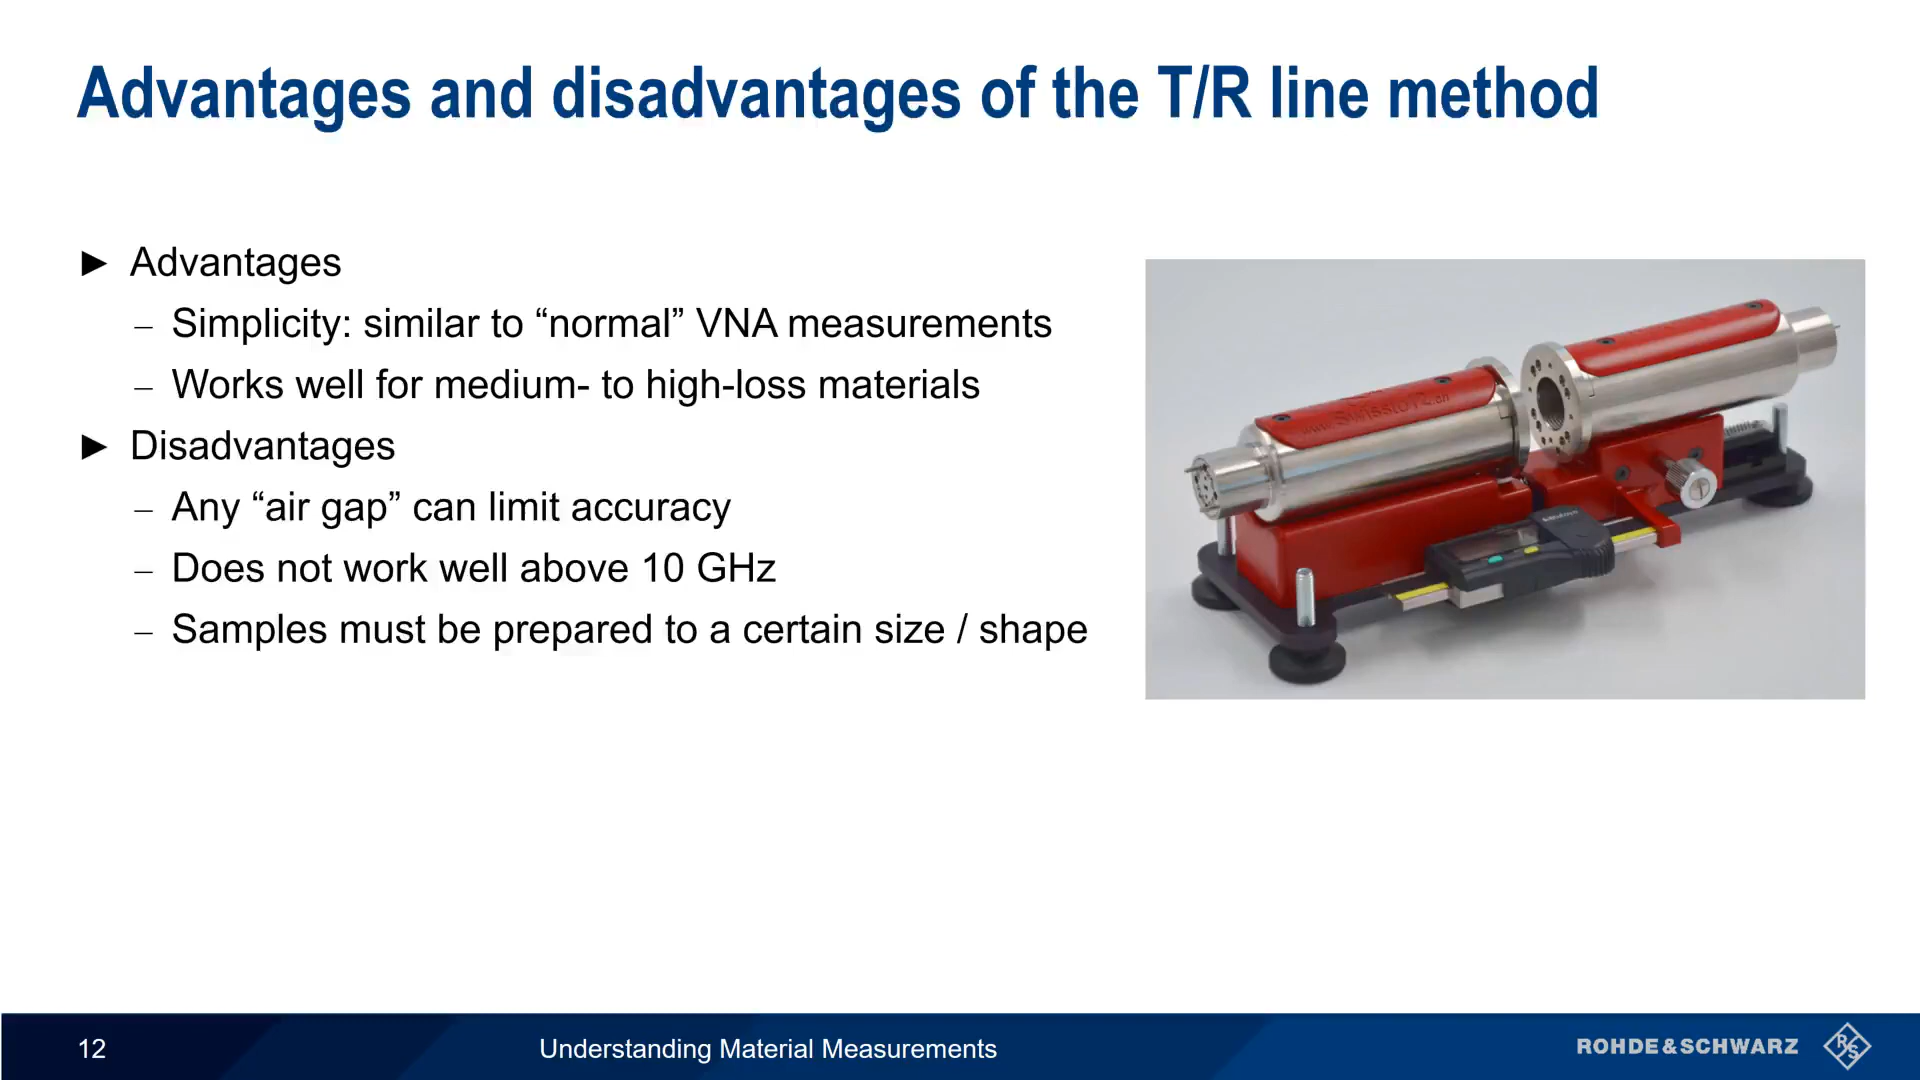 Advantages and disadvantages of the T/R line method
► Advantages
– Simplicity: similar to “normal” VNA measurements
– Works well for medium- to high-loss materials
► Disadvantages
– Any “air gap” can limit accuracy
– Does not work well above 10 GHz
– Samples must be prepared to a certain size / shape
12
Understanding Material Measurements
ROHDE&SCHWARZ
R&S